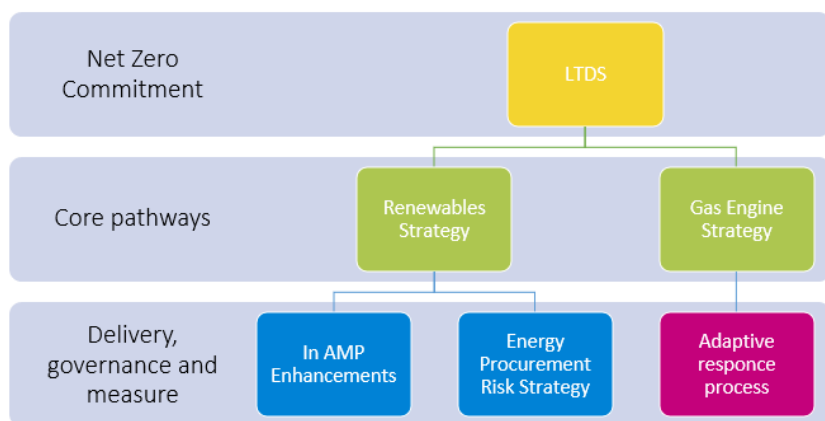 Net Zero
Commitment
LTDS
Core pathways
Renewables
Strategy
Gas Engine
Strategy
Delivery,
governance and
measure
In AMP
Enhancements
Energy
Procurement
Risk Strategy
Adaptive
responce
process